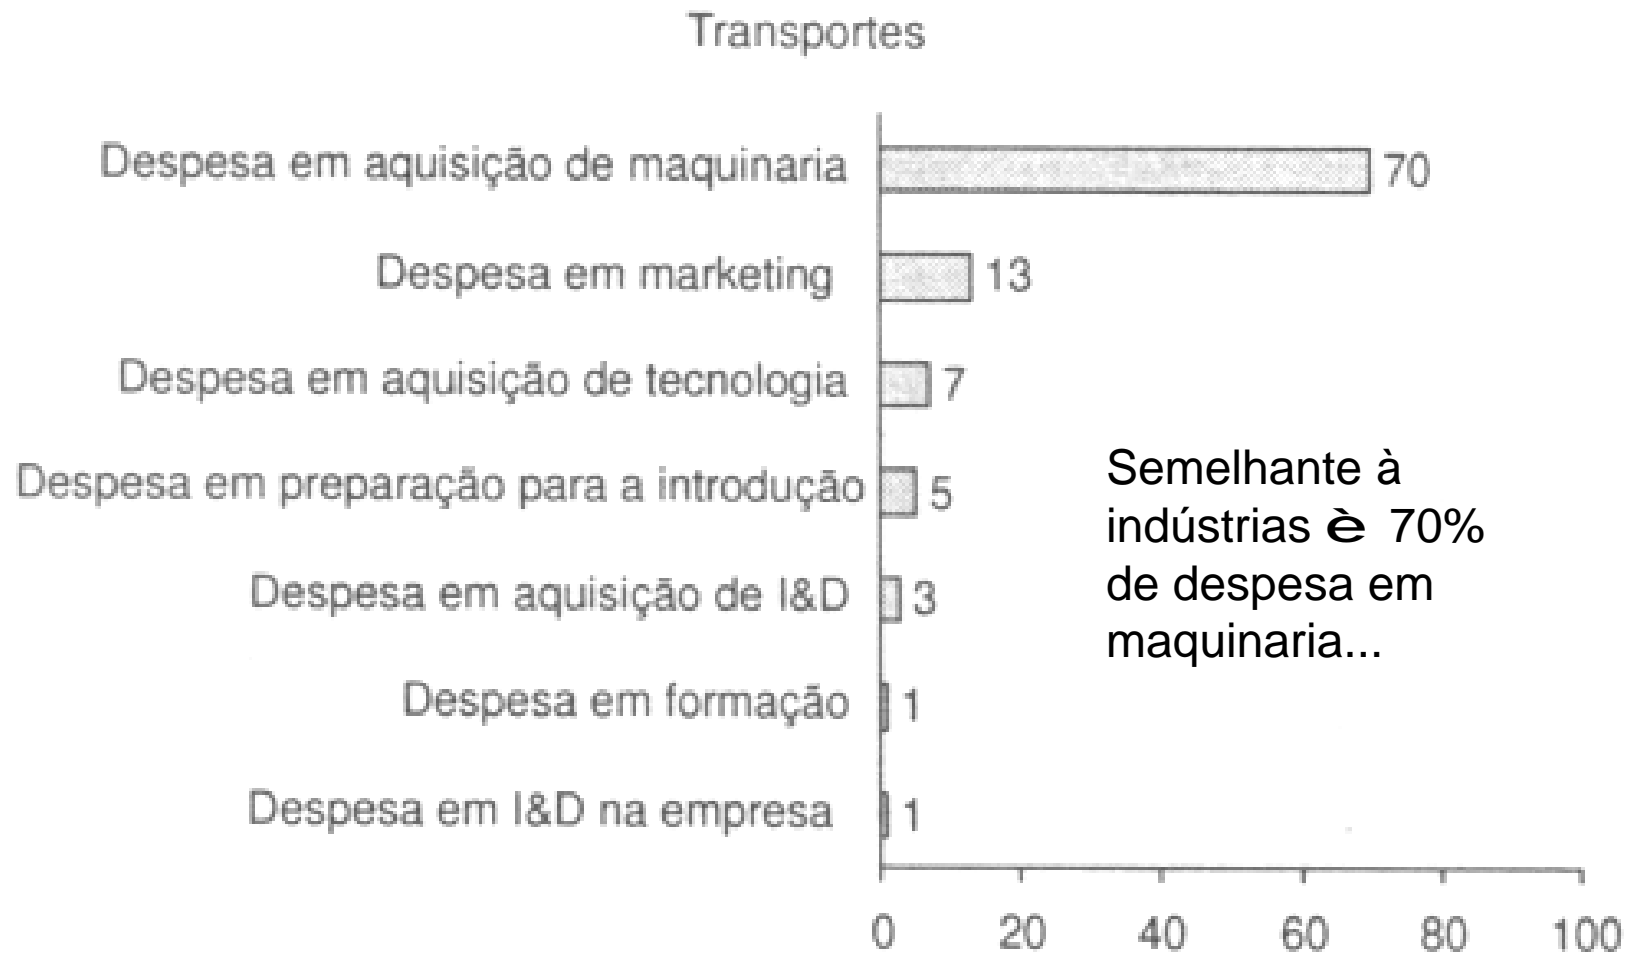 Transportes
Despesa em aquisição de maquinaria 70
Despesa em marketing 13
Despesa em aquisição de tecnologia 7
Despesa em preparação para a introdução 5
Despesa em aquisição de I&D 3
Despesa em formação 1
Despesa em I&D na empresa 1
Semelhante à
indústrias è 70%
de despesa em
maquinaria...
0 20 40 60 80 100